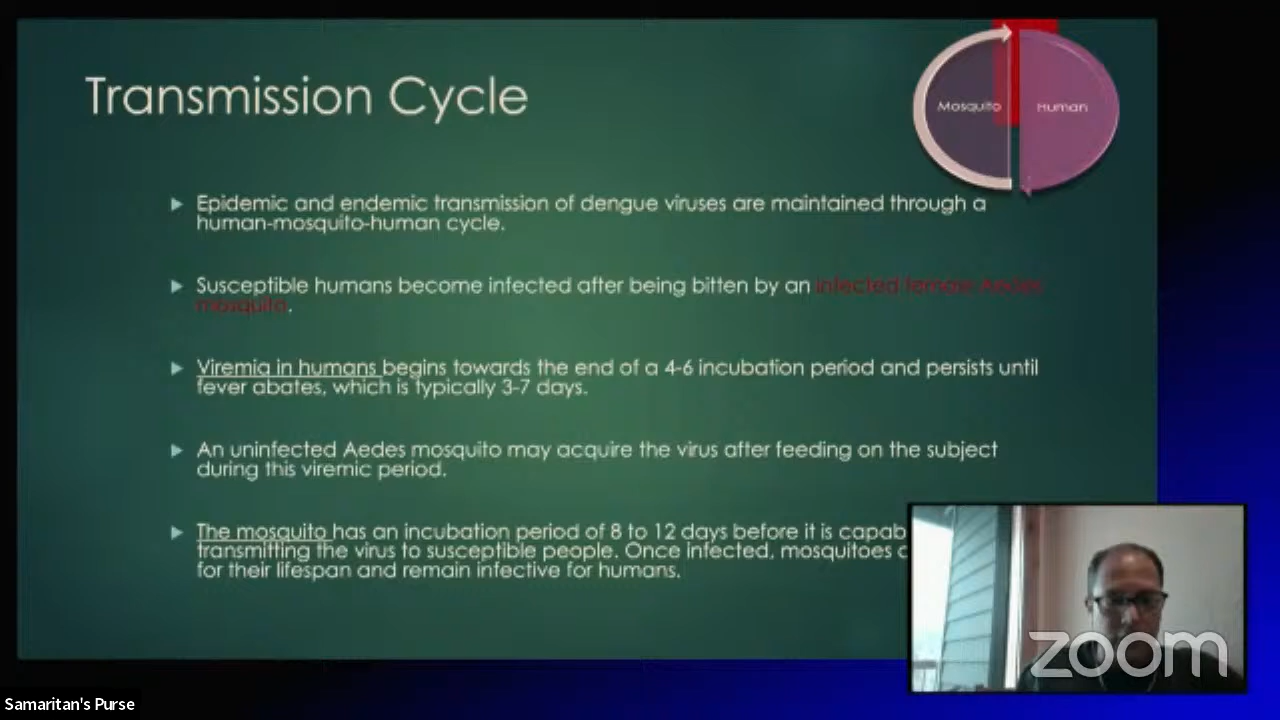 Transmission Cycle
Mosquito
Human
Epidemic and endemic transmission of dengue viruses are maintained through a
human-mosquito-human cycle.
Susceptible humans become infected after being bitten by an infected female Aedes
mosquito.
Viremia in humans begins towards the end of a 4-6 incubation period and persists until
fever abates, which is typically 3-7 days.
An uninfected Aedes mosquito may acquire the virus after feeding on the subject
during this viremic period.
The mosquito has an incubation period of 8 to 12 days before it is capab
transmitting the virus to susceptible people. Once infected, mosquitoes
for their lifespan and remain infective for humans.
zoom
Samaritan's Purse